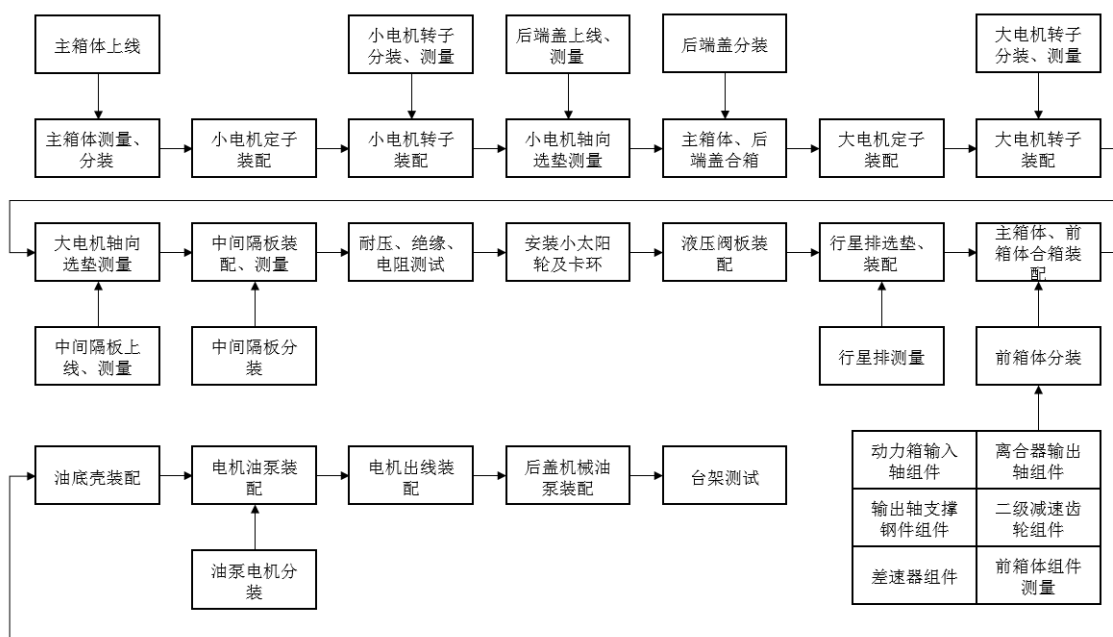 主箱体上线
小电机转子
分装、测量
后端盖上线、
测量
后端盖分装
大电机转子
分装、测量
主箱体测量、
分装
小电机定子
装配
小电机转子
装配
小电机轴向
选垫测量
主箱体、后
端盖合箱
大电机定子
装配
大电机转子
装配
大电机轴向
选垫测量
中间隔板装
配、测量
耐压、绝缘、
电阻测试
安装小太阳
轮及卡环
液压阀板装
配
行星排选垫、
装配
主箱体、前
箱体合箱装
配
中间隔板上
线、测量
中间隔板分
装
行星排测量
前箱体分装
动力箱输入
轴组件
离合器输出
轴组件
输出轴支撑
钢件组件
二级减速齿
轮组件
差速器组件
前箱体组件
测量
油底壳装配
电机油泵装
配
电机出线装
配
后盖机械油
泵装配
台架测试
油泵电机分
装